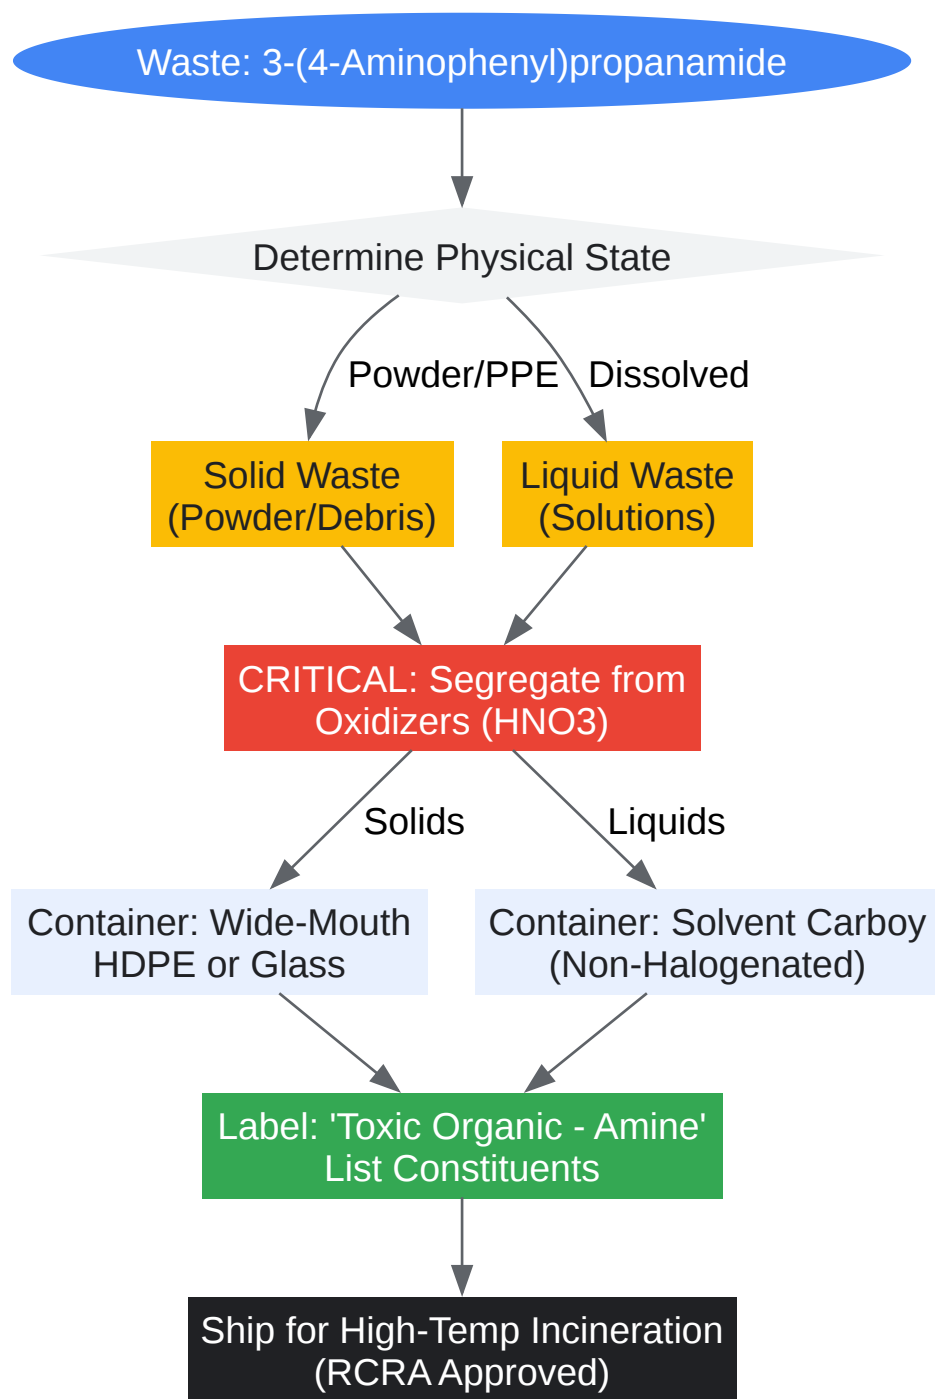 Waste: 3-(4-Aminophenyl)propanamide
Determine Physical State
Powder/PPE
Dissolved
Solid Waste
(Powder/Debris)
Liquid Waste
(Solutions)
CRITICAL: Segregate from
Oxidizers (HNO3)
Solids
Liquids
Container: Wide-Mouth
HDPE or Glass
Container: Solvent Carboy
(Non-Halogenated)
Label: 'Toxic Organic - Amine'
List Constituents
Ship for High-Temp Incineration
(RCRA Approved)